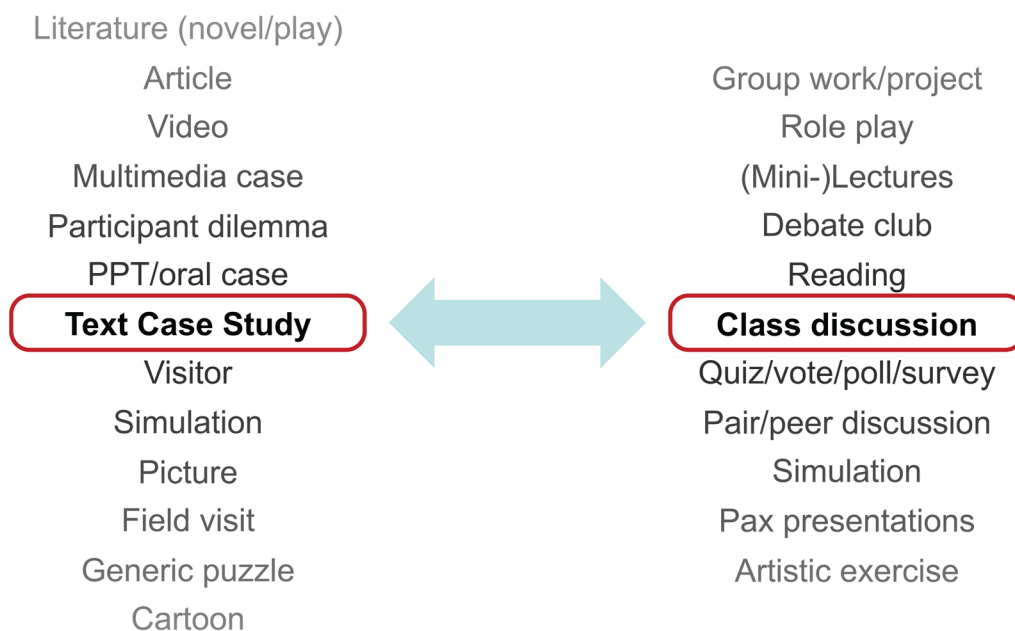 Literature (novel/play)
Article
Video
Multimedia case
Participant dilemma
PPT/oral case
Text Case Study
Visitor
Simulation
Picture
Field visit
Generic puzzle
Cartoon
Group work/project
Role play
(Mini-)Lectures
Debate club
Reading
Class discussion
Quiz/vote/poll/survey
Pair/peer discussion
Simulation
Pax presentations
Artistic exercise